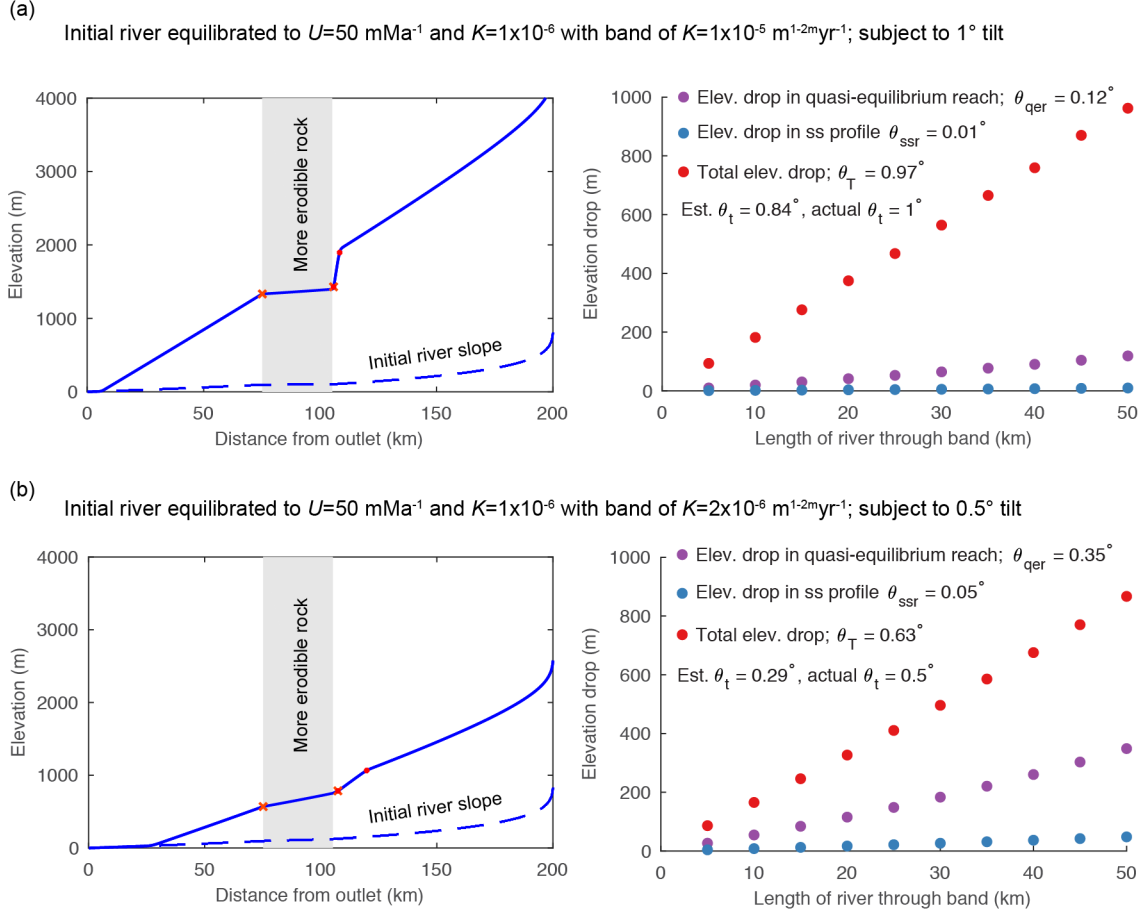 (a)
Initial river equilibrated to U=50 mMa⁻¹ and K=1x10⁻⁶ with band of K=1x10⁻⁵ m¹⁻²ᵐyr⁻¹; subject to 1° tilt
4000
3000
2000
1000
0
Elevation (m)
More erodible rock
Initial river slope
0
50
100
150
200
Distance from outlet (km)
1000
800
600
400
200
0
Elevation drop (m)
Elev. drop in quasi-equilibrium reach; θqer = 0.12°
Elev. drop in ss profile θssr = 0.01°
Total elev. drop; θT = 0.97°
Est. θt = 0.84°, actual θt = 1°
0
10
20
30
40
50
Length of river through band (km)
(b)
Initial river equilibrated to U=50 mMa⁻¹ and K=1x10⁻⁶ with band of K=2x10⁻⁶ m¹⁻²ᵐyr⁻¹; subject to 0.5° tilt
4000
3000
2000
1000
0
Elevation (m)
More erodible rock
Initial river slope
0
50
100
150
200
Distance from outlet (km)
1000
800
600
400
200
0
Elevation drop (m)
Elev. drop in quasi-equilibrium reach; θqer = 0.35°
Elev. drop in ss profile θssr = 0.05°
Total elev. drop; θT = 0.63°
Est. θt = 0.29°, actual θt = 0.5°
0
10
20
30
40
50
Length of river through band (km)